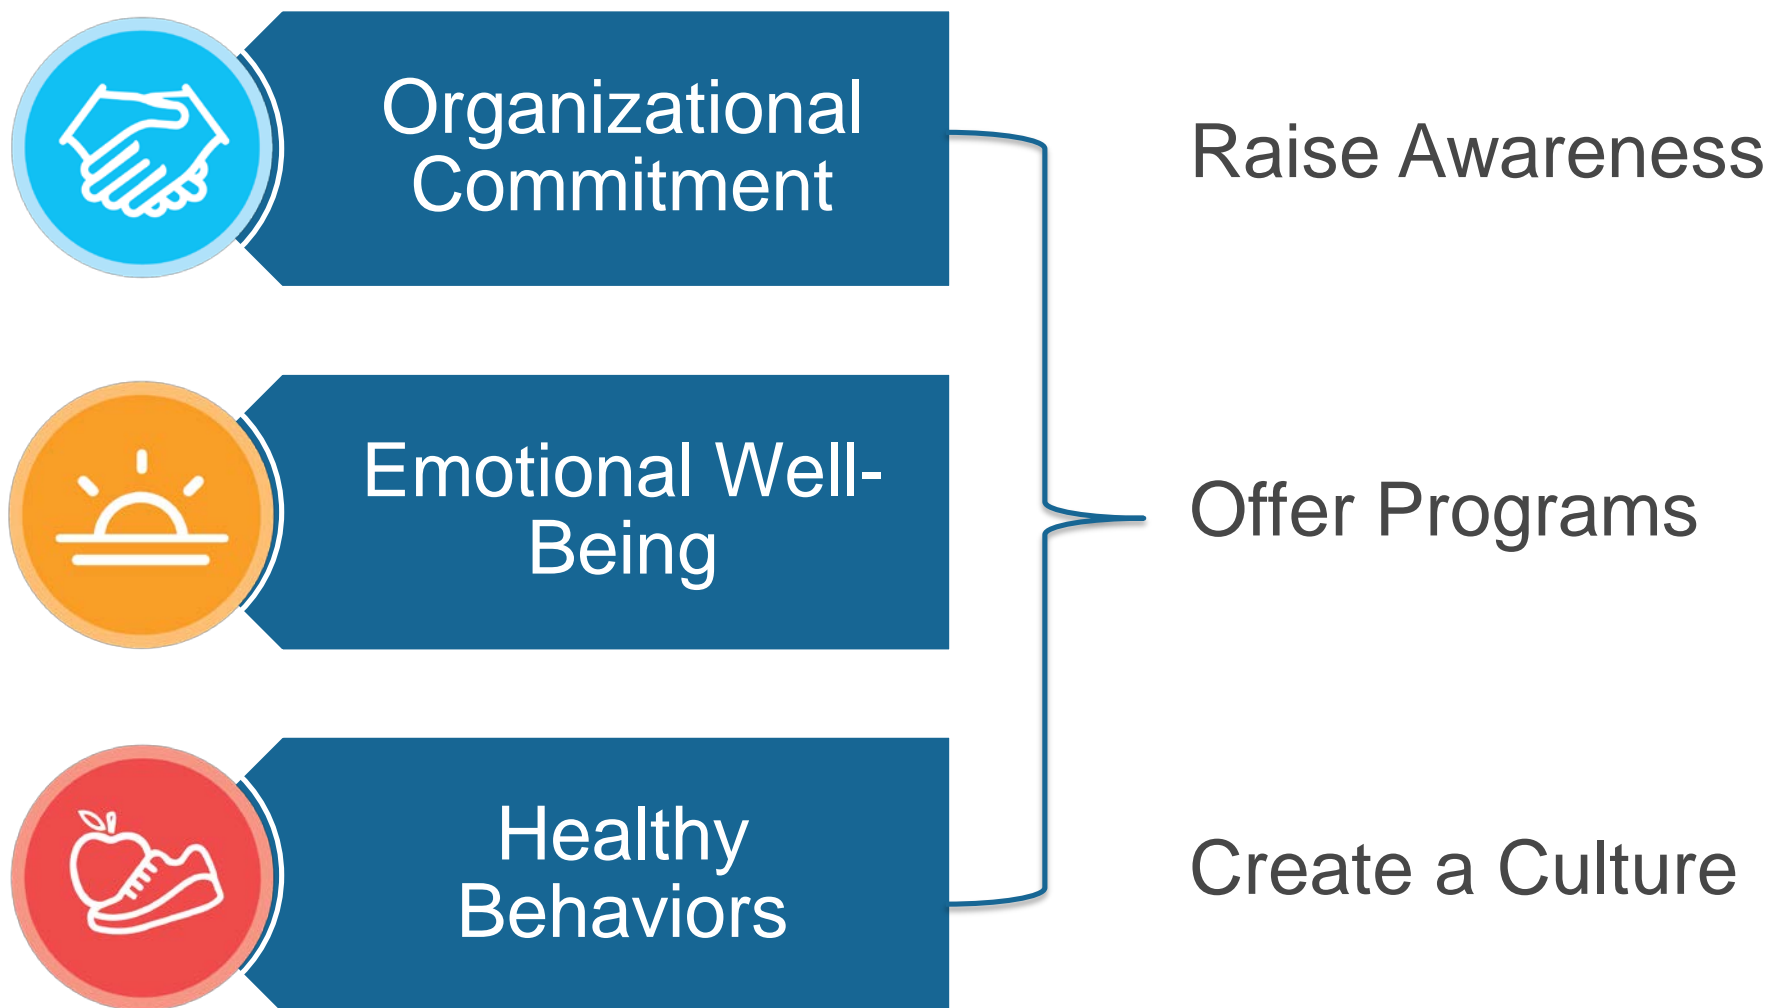 Organizational
Commitment
Raise Awareness
Emotional Well-
Being
Offer Programs
Healthy
Behaviors
Create a Culture